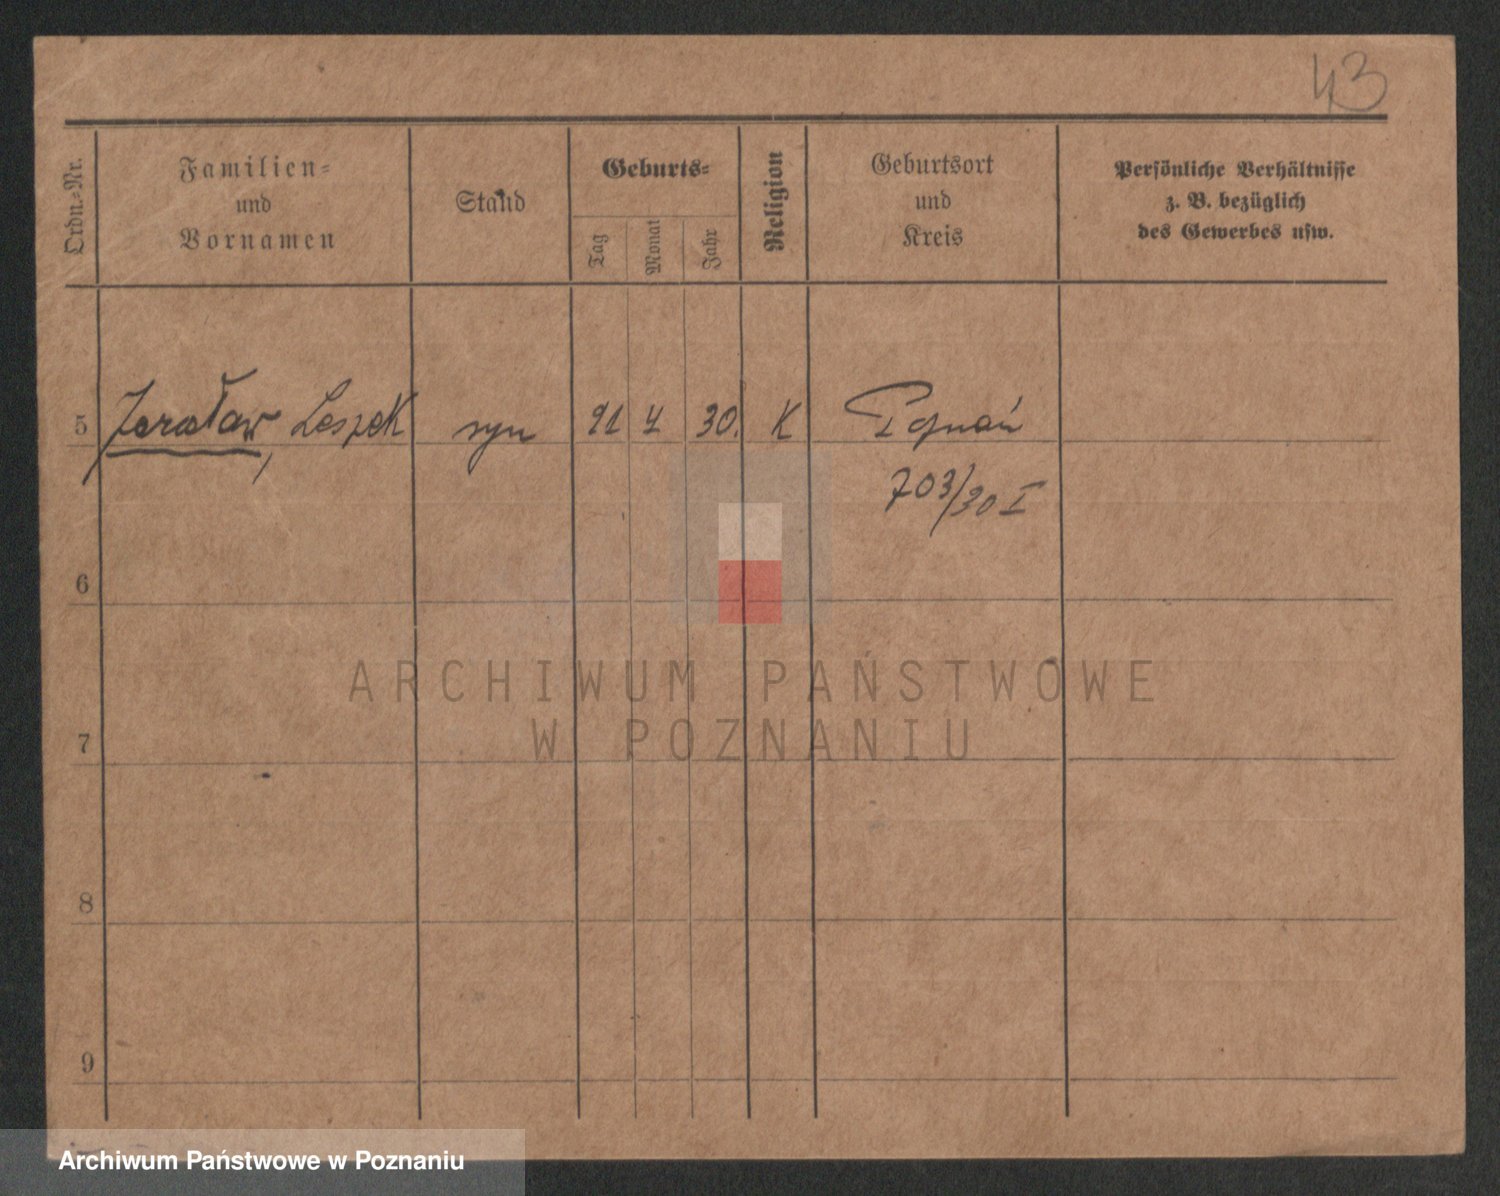 43
Ordn.-Nr.
Familien-
und
Vornamen
Stand
Geburts-
Tag
Monat
Jahr
Religion
Geburtsort
und
Kreis
Persönliche Verhältnisse
z. B. bezüglich
des Gewerbes usw.
5 Jarosław, Leszek syn 21 4 30. K Poznań
703/30 I
6
7
8
9
ARCHIWUM PAŃSTWOWE
W POZNANIU
Archiwum Państwowe w Poznaniu